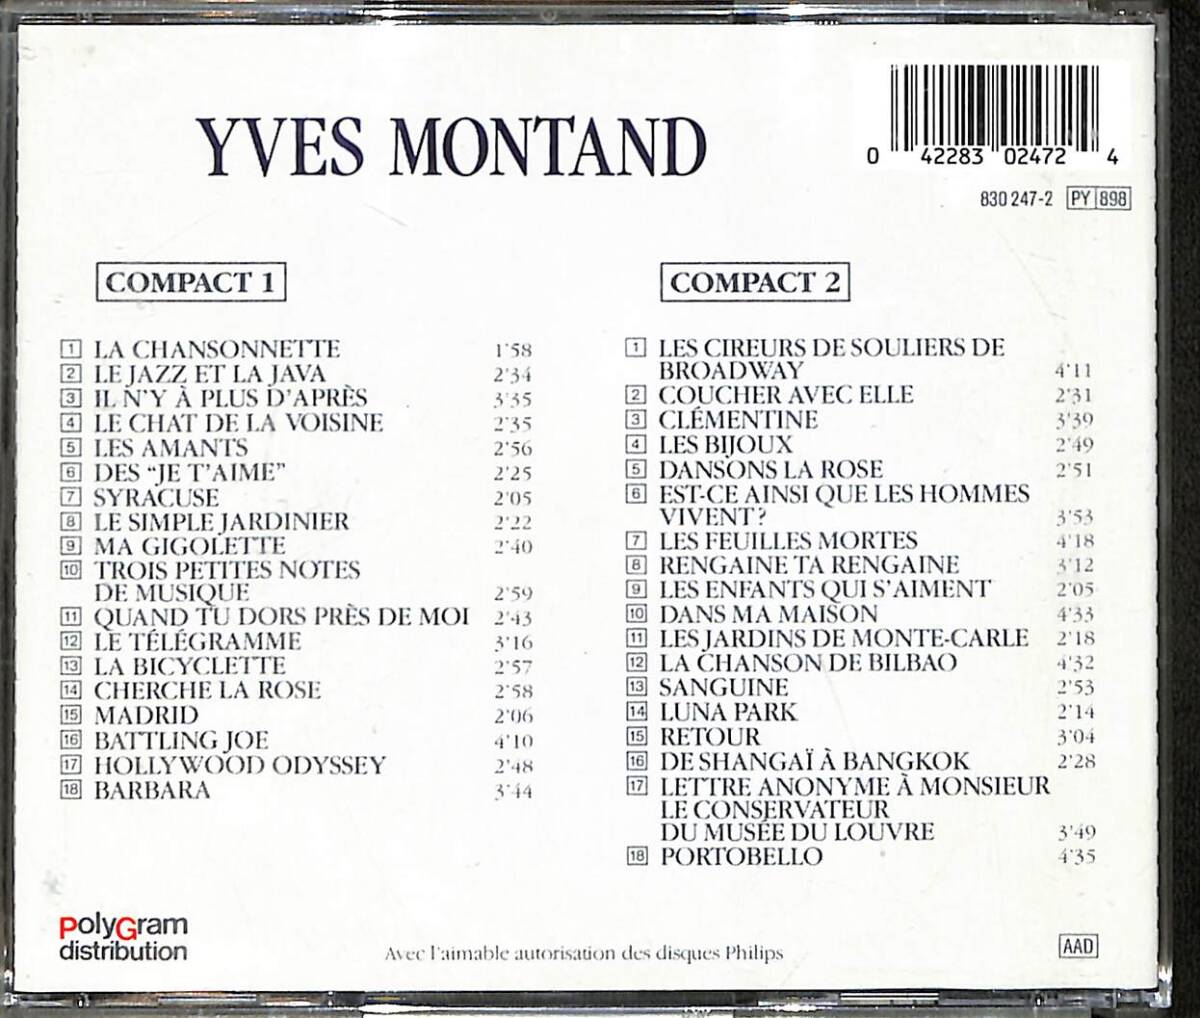 YVES MONTAND
0 42283 02472 4
830 247-2 PY 898
COMPACT 1
1 LA CHANSONNETTE 1'58
2 LE JAZZ ET LA JAVA 2'34
3 IL N'Y À PLUS D'APRÈS 3'35
4 LE CHAT DE LA VOISINE 2'35
5 LES AMANTS 2'56
6 DES "JE T'AIME" 2'25
7 SYRACUSE 2'05
8 LE SIMPLE JARDINIER 2'22
9 MA GIGOLETTE 2'40
10 TROIS PETITES NOTES
DE MUSIQUE 2'59
11 QUAND TU DORS PRÈS DE MOI 2'43
12 LE TÉLÉGRAMME 3'16
13 LA BICYCLETTE 2'57
14 CHERCHE LA ROSE 2'58
15 MADRID 2'06
16 BATTLING JOE 4'10
17 HOLLYWOOD ODYSSEY 2'48
18 BARBARA 3'44
COMPACT 2
1 LES CIREURS DE SOULIERS DE
BROADWAY 4'11
2 COUCHER AVEC ELLE 2'31
3 CLÉMENTINE 3'39
4 LES BIJOUX 2'49
5 DANSONS LA ROSE 2'51
6 EST-CE AINSI QUE LES HOMMES
VIVENT? 3'53
7 LES FEUILLES MORTES 4'18
8 RENGAINE TA RENGAINE 3'12
9 LES ENFANTS QUI S'AIMENT 2'05
10 DANS MA MAISON 4'33
11 LES JARDINS DE MONTE-CARLE 2'18
12 LA CHANSON DE BILBAO 4'32
13 SANGUINE 2'53
14 LUNA PARK 2'14
15 RETOUR 3'04
16 DE SHANGAÏ À BANGKOK 2'28
17 LETTRE ANONYME À MONSIEUR
LE CONSERVATEUR
DU MUSÉE DU LOUVRE 3'49
18 PORTOBELLO 4'35
PolyGram
distribution
Avec l'aimable autorisation des disques Philips
AAD